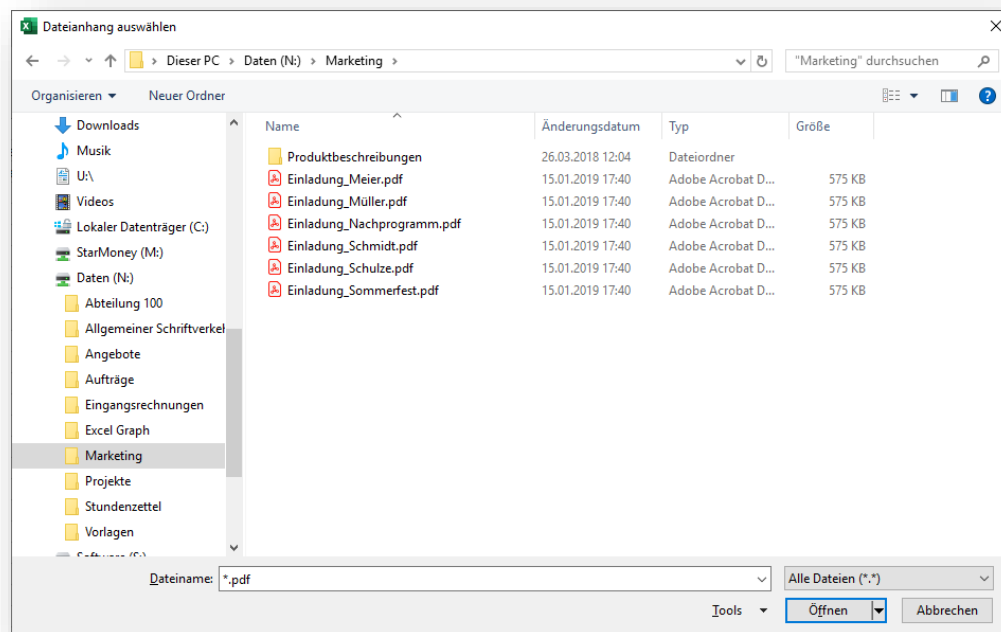 Dateianhang auswählen
Dieser PC > Daten (N:) > Marketing >
"Marketing" durchsuchen
Organisieren
Neuer Ordner
Downloads
Musik
U:\
Videos
Lokaler Datenträger (C:)
StarMoney (M:)
Daten (N:)
Abteilung 100
Allgemeiner Schriftverkeh
Angebote
Aufträge
Eingangsrechnungen
Excel Graph
Marketing
Projekte
Stundenzettel
Vorlagen
Software (S:)
Name Änderungsdatum Typ Größe
Produktbeschreibungen 26.03.2018 12:04 Dateiordner
Einladung_Meier.pdf 15.01.2019 17:40 Adobe Acrobat D... 575 KB
Einladung_Müller.pdf 15.01.2019 17:40 Adobe Acrobat D... 575 KB
Einladung_Nachprogramm.pdf 15.01.2019 17:40 Adobe Acrobat D... 575 KB
Einladung_Schmidt.pdf 15.01.2019 17:40 Adobe Acrobat D... 575 KB
Einladung_Schulze.pdf 15.01.2019 17:40 Adobe Acrobat D... 575 KB
Einladung_Sommerfest.pdf 15.01.2019 17:40 Adobe Acrobat D... 575 KB
Dateiname: *.pdf
Alle Dateien (*.*)
Tools
Öffnen
Abbrechen